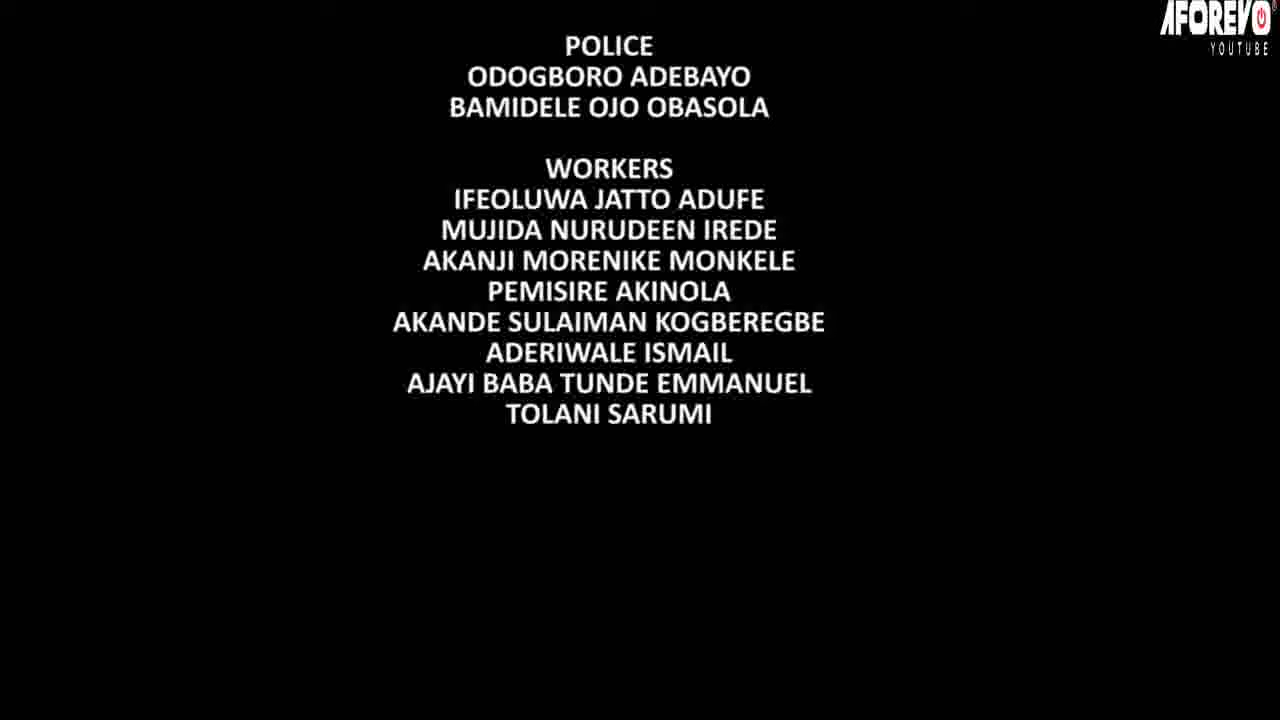 AFOREVO
YOUTUBE
POLICE
ODOGBORO ADEBAYO
BAMIDELE OJO OBASOLA
WORKERS
IFEOLUWA JATTO ADUFE
MUJIDA NURUDEEN IREDE
AKANJI MORENIKE MONKELE
PEMISIRE AKINOLA
AKANDE SULAIMAN KOGBEREGBE
ADERIWALE ISMAIL
AJAYI BABA TUNDE EMMANUEL
TOLANI SARUMI